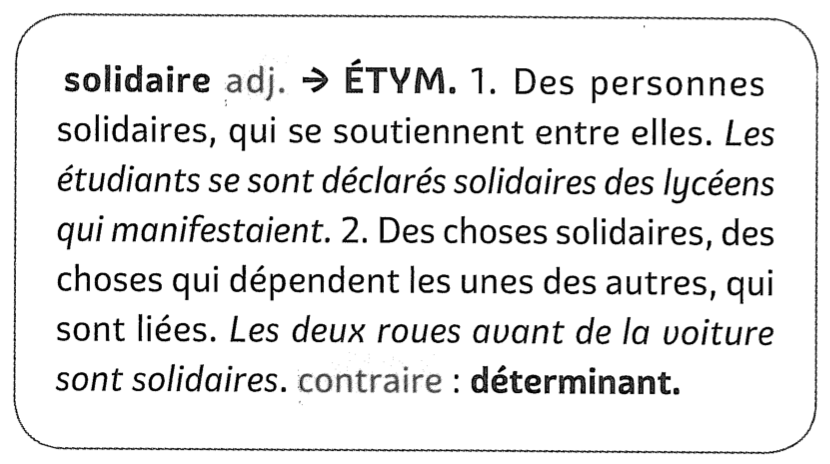 solidaire adj. → ÉTYM. 1. Des personnes
solidaires, qui se soutiennent entre elles. Les
étudiants se sont déclarés solidaires des lycéens
qui manifestaient. 2. Des choses solidaires, des
choses qui dépendent les unes des autres, qui
sont liées. Les deux roues avant de la voiture
sont solidaires. contraire : déterminant.